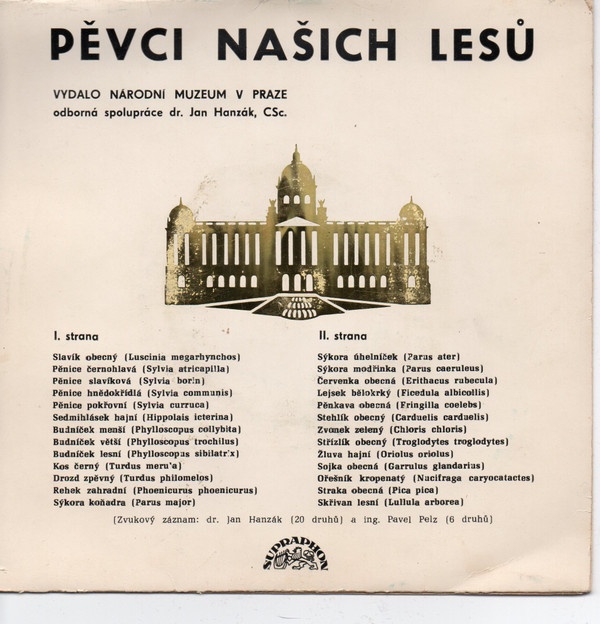 PĚVCI NAŠICH LESŮ
VYDALO NÁRODNÍ MUZEUM V PRAZE
odborná spolupráce dr. Jan Hanzák, CSc.
I. strana
Slavík obecný (Luscinia megarhynchos)
Pěnice černohlavá (Sylvia atricapilla)
Pěnice slavíková (Sylvia borin)
Pěnice hnědokřídlá (Sylvia communis)
Pěnice pokřovní (Sylvia curruca)
Sedmihlásek hajní (Hippolais icterina)
Budníček menší (Phylloscopus collybita)
Budníček větší (Phylloscopus trochilus)
Budníček lesní (Phylloscopus sibilatrix)
Kos černý (Turdus merula)
Drozd zpěvný (Turdus philomelos)
Rehek zahradní (Phoenicurus phoenicurus)
Sýkora koňadra (Parus major)
II. strana
Sýkora úhelníček (Parus ater)
Sýkora modřinka (Parus caeruleus)
Červenka obecná (Erithacus rubecula)
Lejsek bělokrký (Ficedula albicollis)
Pěnkava obecná (Fringilla coelebs)
Stehlík obecný (Carduelis carduelis)
Zvonek zelený (Chloris chloris)
Střízlík obecný (Troglodytes troglodytes)
Žluva hajní (Oriolus oriolus)
Sojka obecná (Garrulus glandarius)
Ořešník kropenatý (Nucifraga caryocatactes)
Straka obecná (Pica pica)
Skřivan lesní (Lullula arborea)
(Zvukový záznam: dr. Jan Hanzák (20 druhů) a ing. Pavel Pelz (6 druhů)
SUPRAPHON